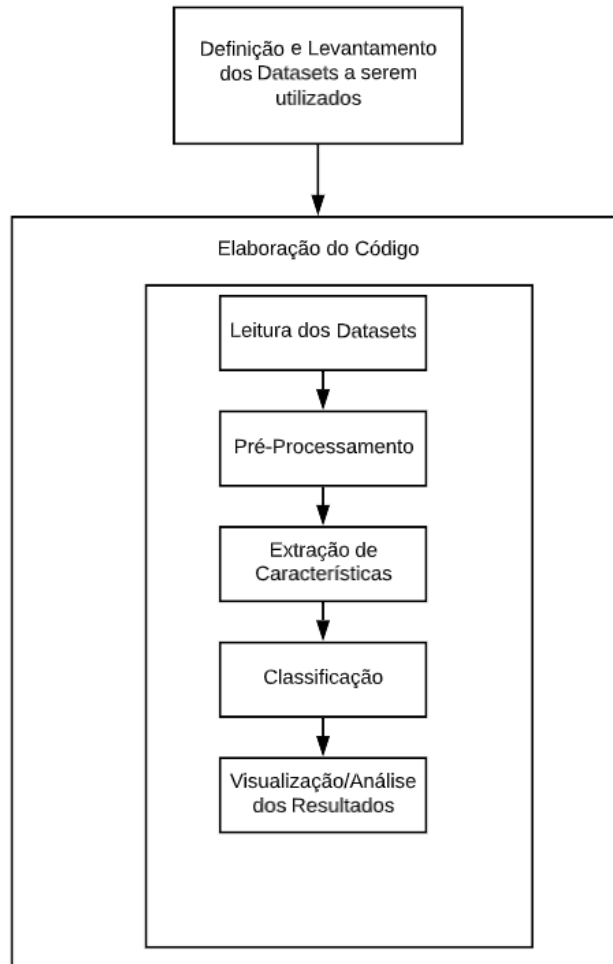 Definição e Levantamento
dos Datasets a serem
utilizados
Elaboração do Código
Leitura dos Datasets
Pré-Processamento
Extração de
Caracterísficas
Classificação
Visualização/Análise
dos Resultados